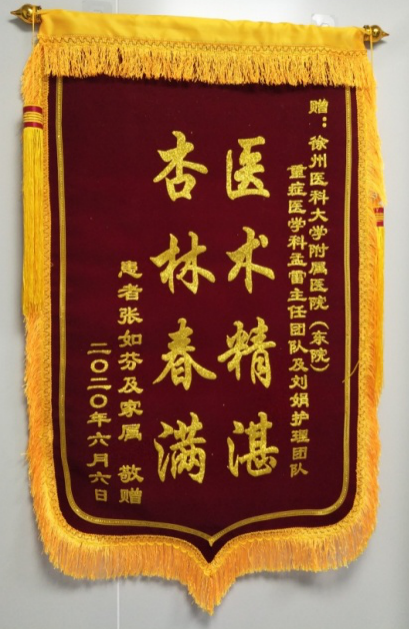 赠：徐州医科大学附属医院（东院）
重症医学科孟雷主任团队及刘娟护理团队
医术精湛
杏林春满
患者张如芬及家属 敬赠
二〇二〇年六月六日